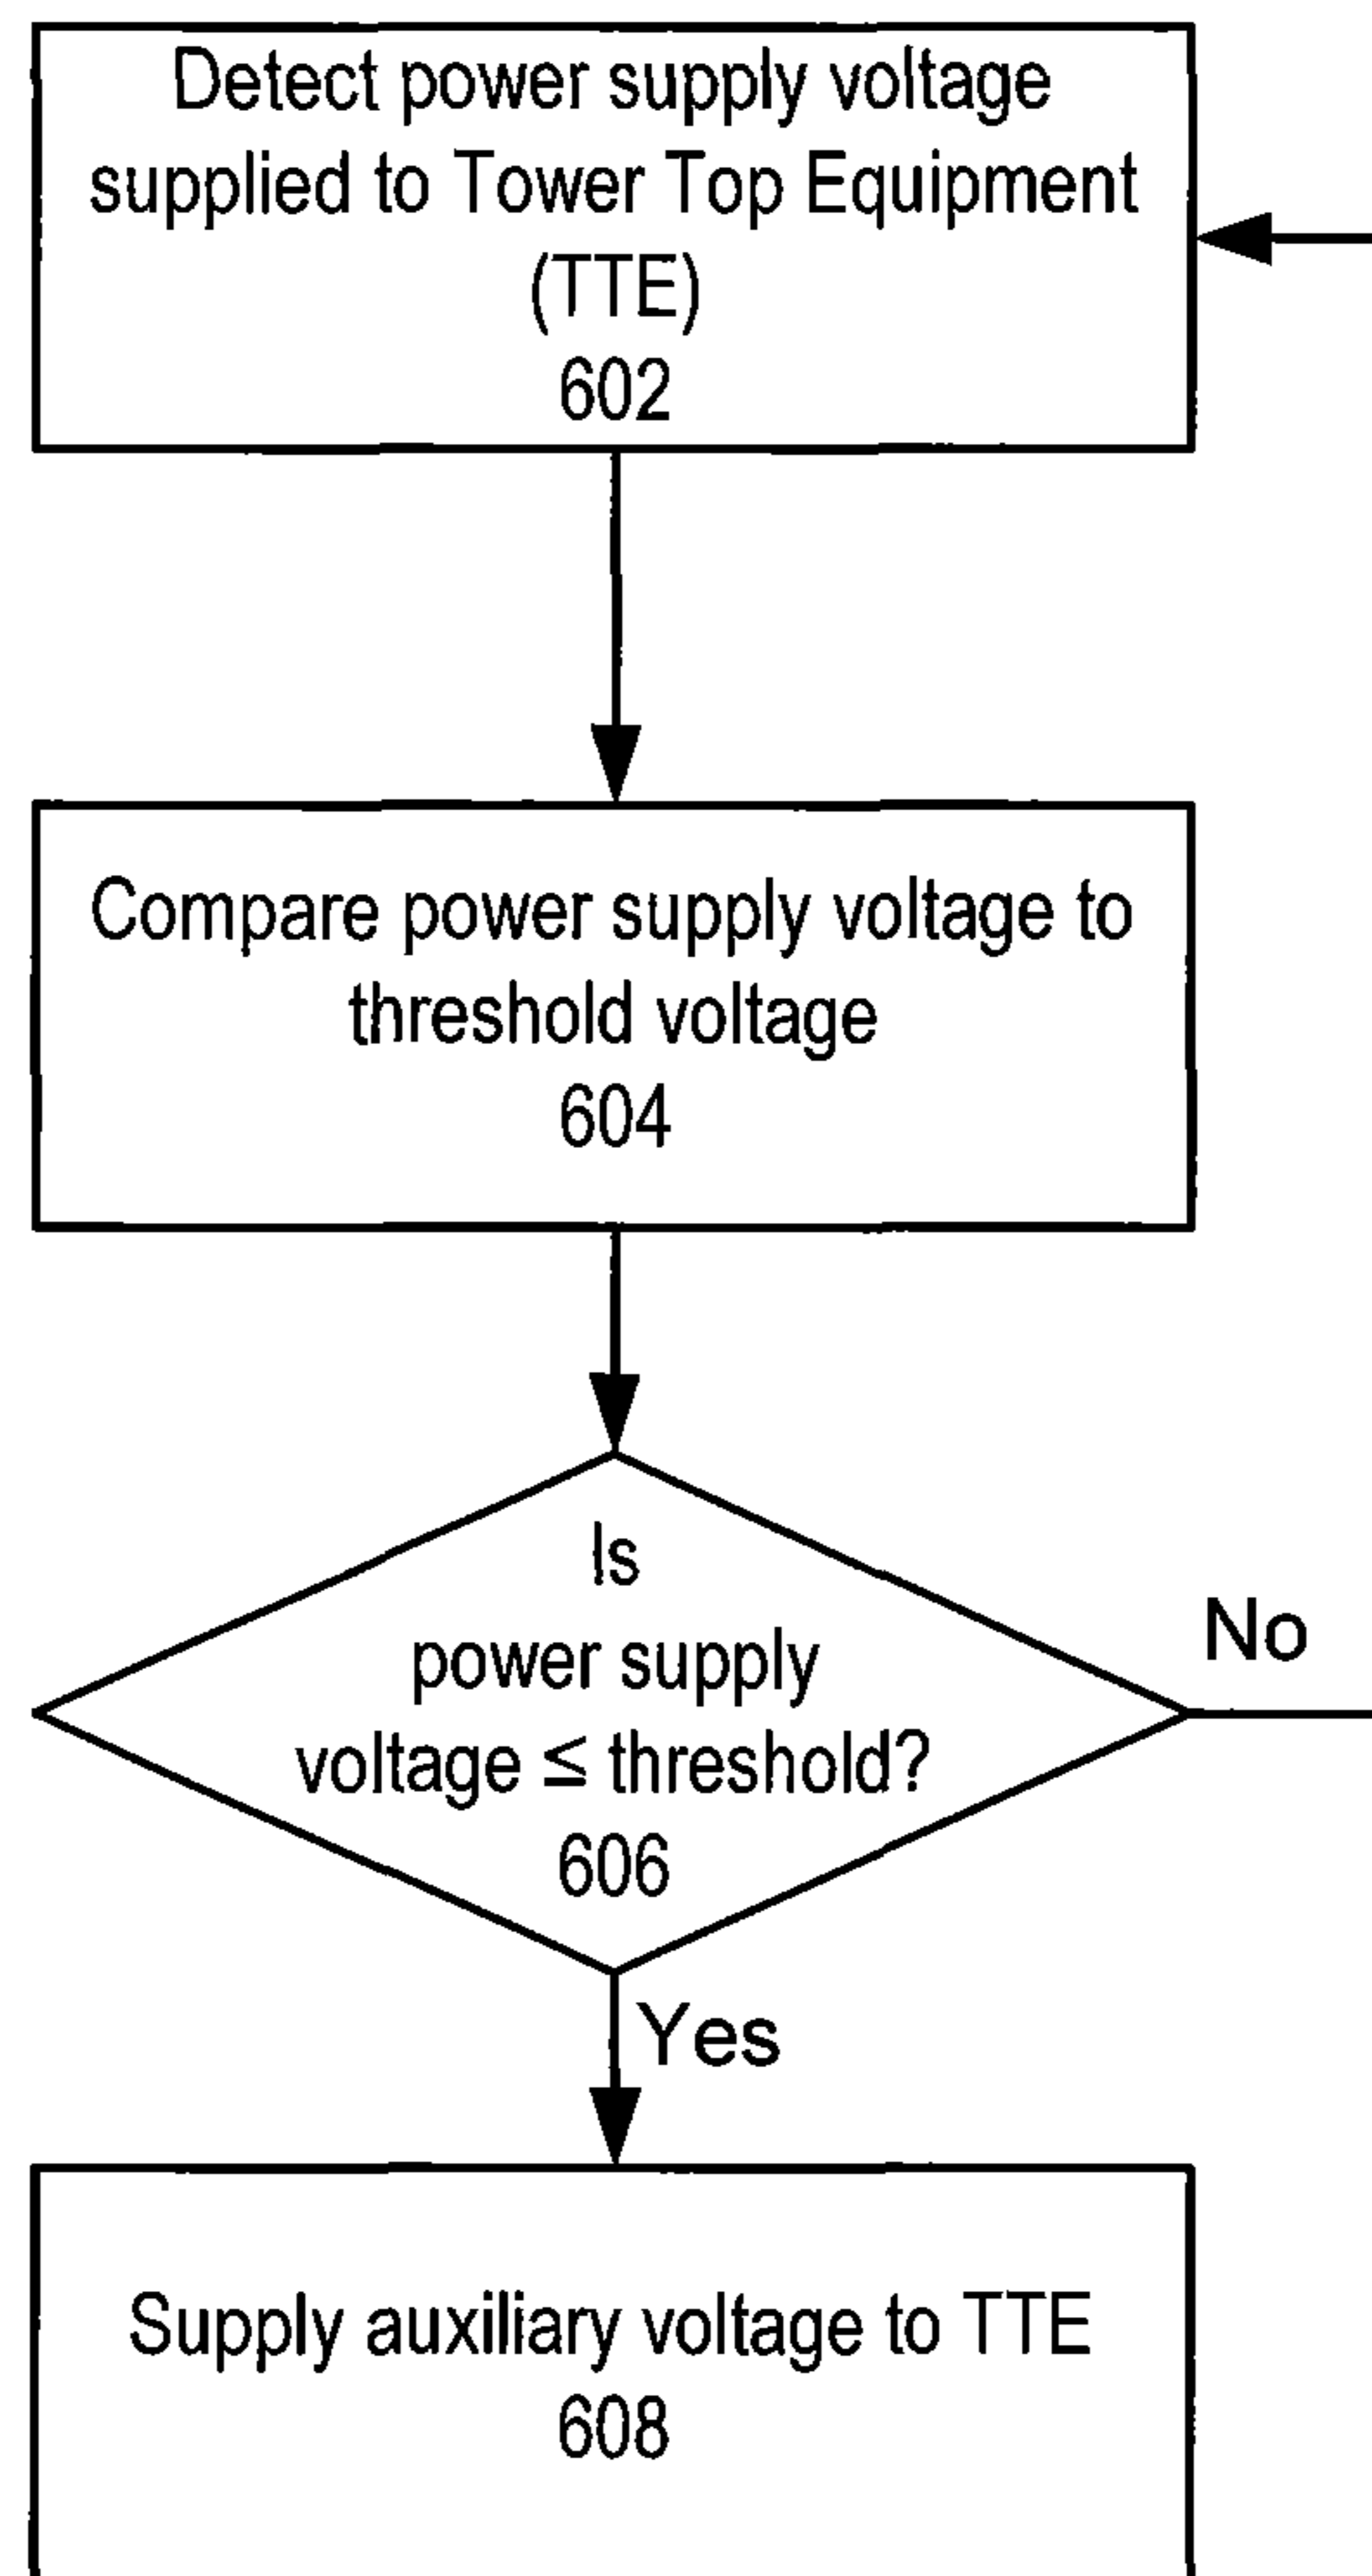 Detect power supply voltage
supplied to Tower Top Equipment
(TTE)
602
Compare power supply voltage to
threshold voltage
604
Is
power supply
voltage ≤ threshold?
606
No
Yes
Supply auxiliary voltage to TTE
608